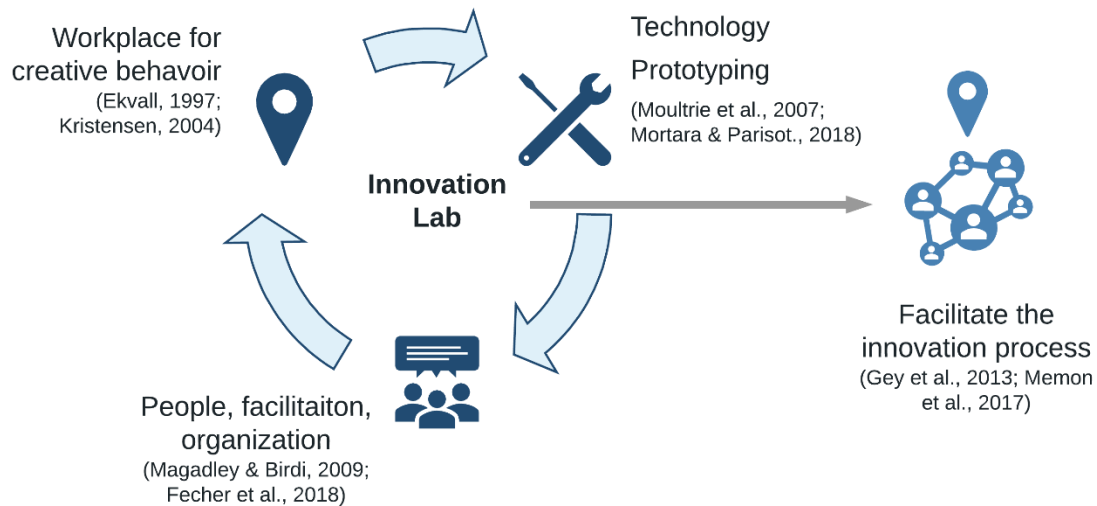 Workplace for
creative behavoir
(Ekvall, 1997;
Kristensen, 2004)
Technology
Prototyping
(Moultrie et al., 2007;
Mortara & Parisot., 2018)
Innovation
Lab
Facilitate the
innovation process
(Gey et al., 2013; Memon
et al., 2017)
People, facilitaiton,
organization
(Magadley & Birdi, 2009;
Fecher et al., 2018)